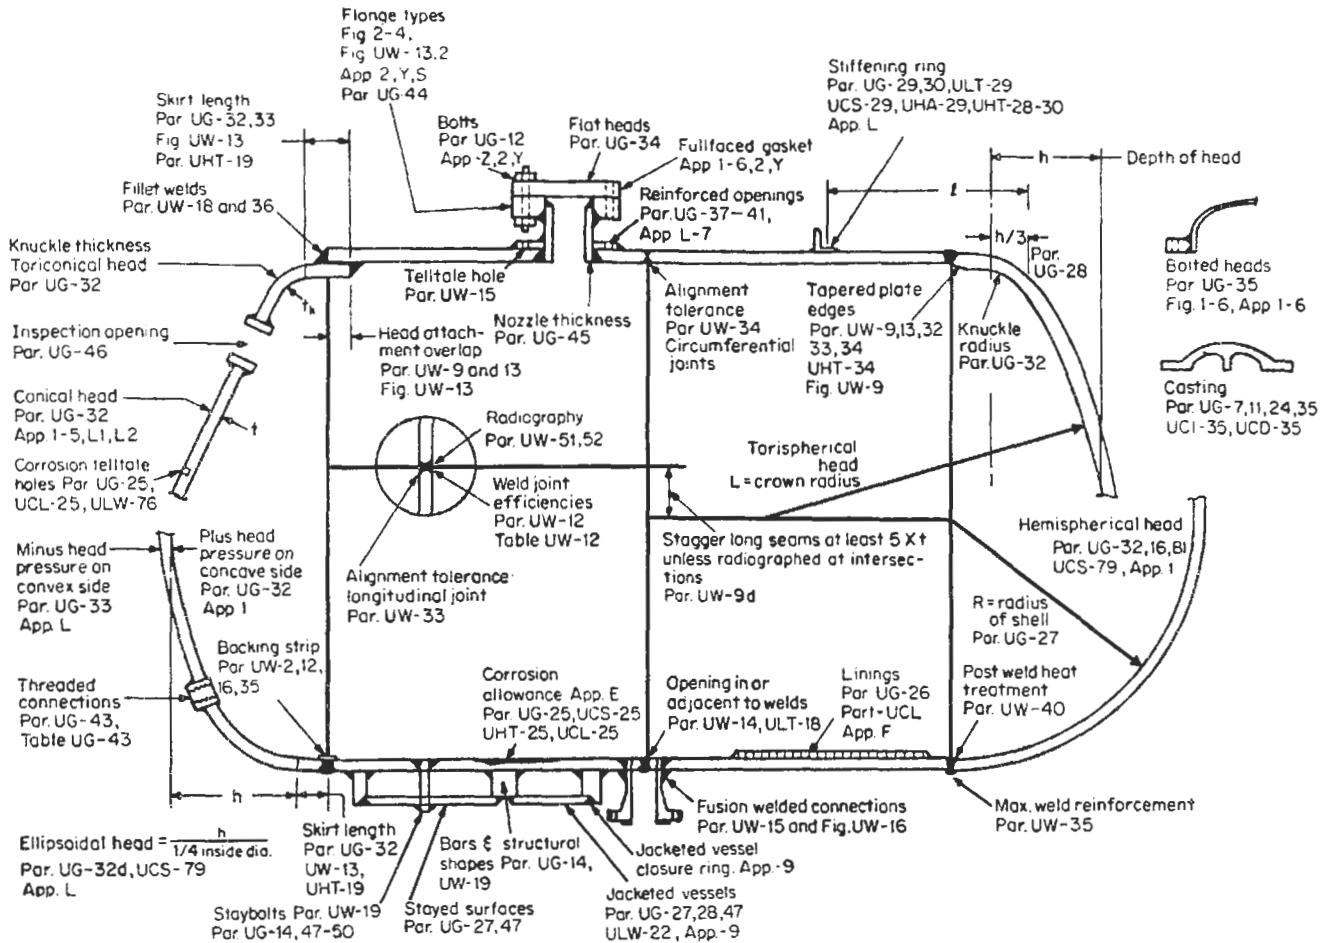 Flange types
Fig 2-4,
Fig UW-13.2
App 2,Y,S
Par UG-44
Skirt length
Par UG-32,33
Fig UW-13
Par. UHT-19
Bolts
Par UG-12
App -Z,2,Y
Flat heads
Par. UG-34
Fullfaced gasket
App 1-6,2,Y
Stiffening ring
Par. UG-29,30,ULT-29
UCS-29, UHA-29, UHT-28-30
App. L
h
Depth of head
l
Fillet welds
Par. UW-18 and 36
Reinforced openings
Par. UG-37-41,
App L-7
h/3
Par.
UG-28
Knuckle thickness
Toriconical head
Par UG-32
tk
Telltale hole
Par. UW-15
Nozzle thickness
Par. UG-45
Alignment
tolerance
Par UW-34
Circumferential
joints
Tapered plate
edges
Par. UW-9,13,32
33,34
UHT-34
Fig. UW-9
Knuckle
radius
Par. UG-32
Bolted heads
Par UG-35
Fig. 1-6, App 1-6
Inspection opening
Par. UG-46
Head attach-
ment overlap
Par. UW-9 and 13
Fig. UW-13
Conical head
Par. UG-32
App. 1-5, L1, L2
t
Casting
Par. UG-7,11,24,35
UCI-35, UCD-35
Radiography
Par. UW-51,52
Torispherical
head
L = crown radius
Corrosion telltale
holes Par UG-25,
UCL-25, ULW-76
Weld joint
efficiencies
Par. UW-12
Table UW-12
Stagger long seams at least 5 X t
unless radiographed at intersec-
tions
Par. UW-9d
Hemispherical head
Par. UG-32,16,81
UCS-79, App. 1
Minus head
pressure on
convex side
Par. UG-33
App. L
Plus head
pressure on
concave side
Par. UG-32
App 1
Alignment tolerance
longitudinal joint
Par. UW-33
R = radius
of shell
Par. UG-27
Backing strip
Par UW-2,12,
16,35
Threaded
connections
Par. UG-43,
Table UG-43
Corrosion
allowance App. E
Par. UG-25, UCS-25
UHT-25, UCL-25
Opening in or
adjacent to welds
Par. UW-14, ULT-18
Linings
Par UG-26
Part-UCL
App. F
Post weld heat
treatment
Par. UW-40
h
Ellipsoidal head = h
1/4 inside dia.
Par. UG-32d, UCS-79
App. L
Skirt length
Par. UG-32
UW-13,
UHT-19
Bars & structural
shapes Par. UG-14,
UW-19
Fusion welded connections
Par. UW-15 and Fig. UW-16
Max. weld reinforcement
Par. UW-35
Jacketed vessel
closure ring. App.-9
Staybolts Par. UW-19
Par. UG-14, 47-50
Stayed surfaces
Par. UG-27,47
Jacketed vessels
Par. UG-27,28,47
ULW-22, App.-9